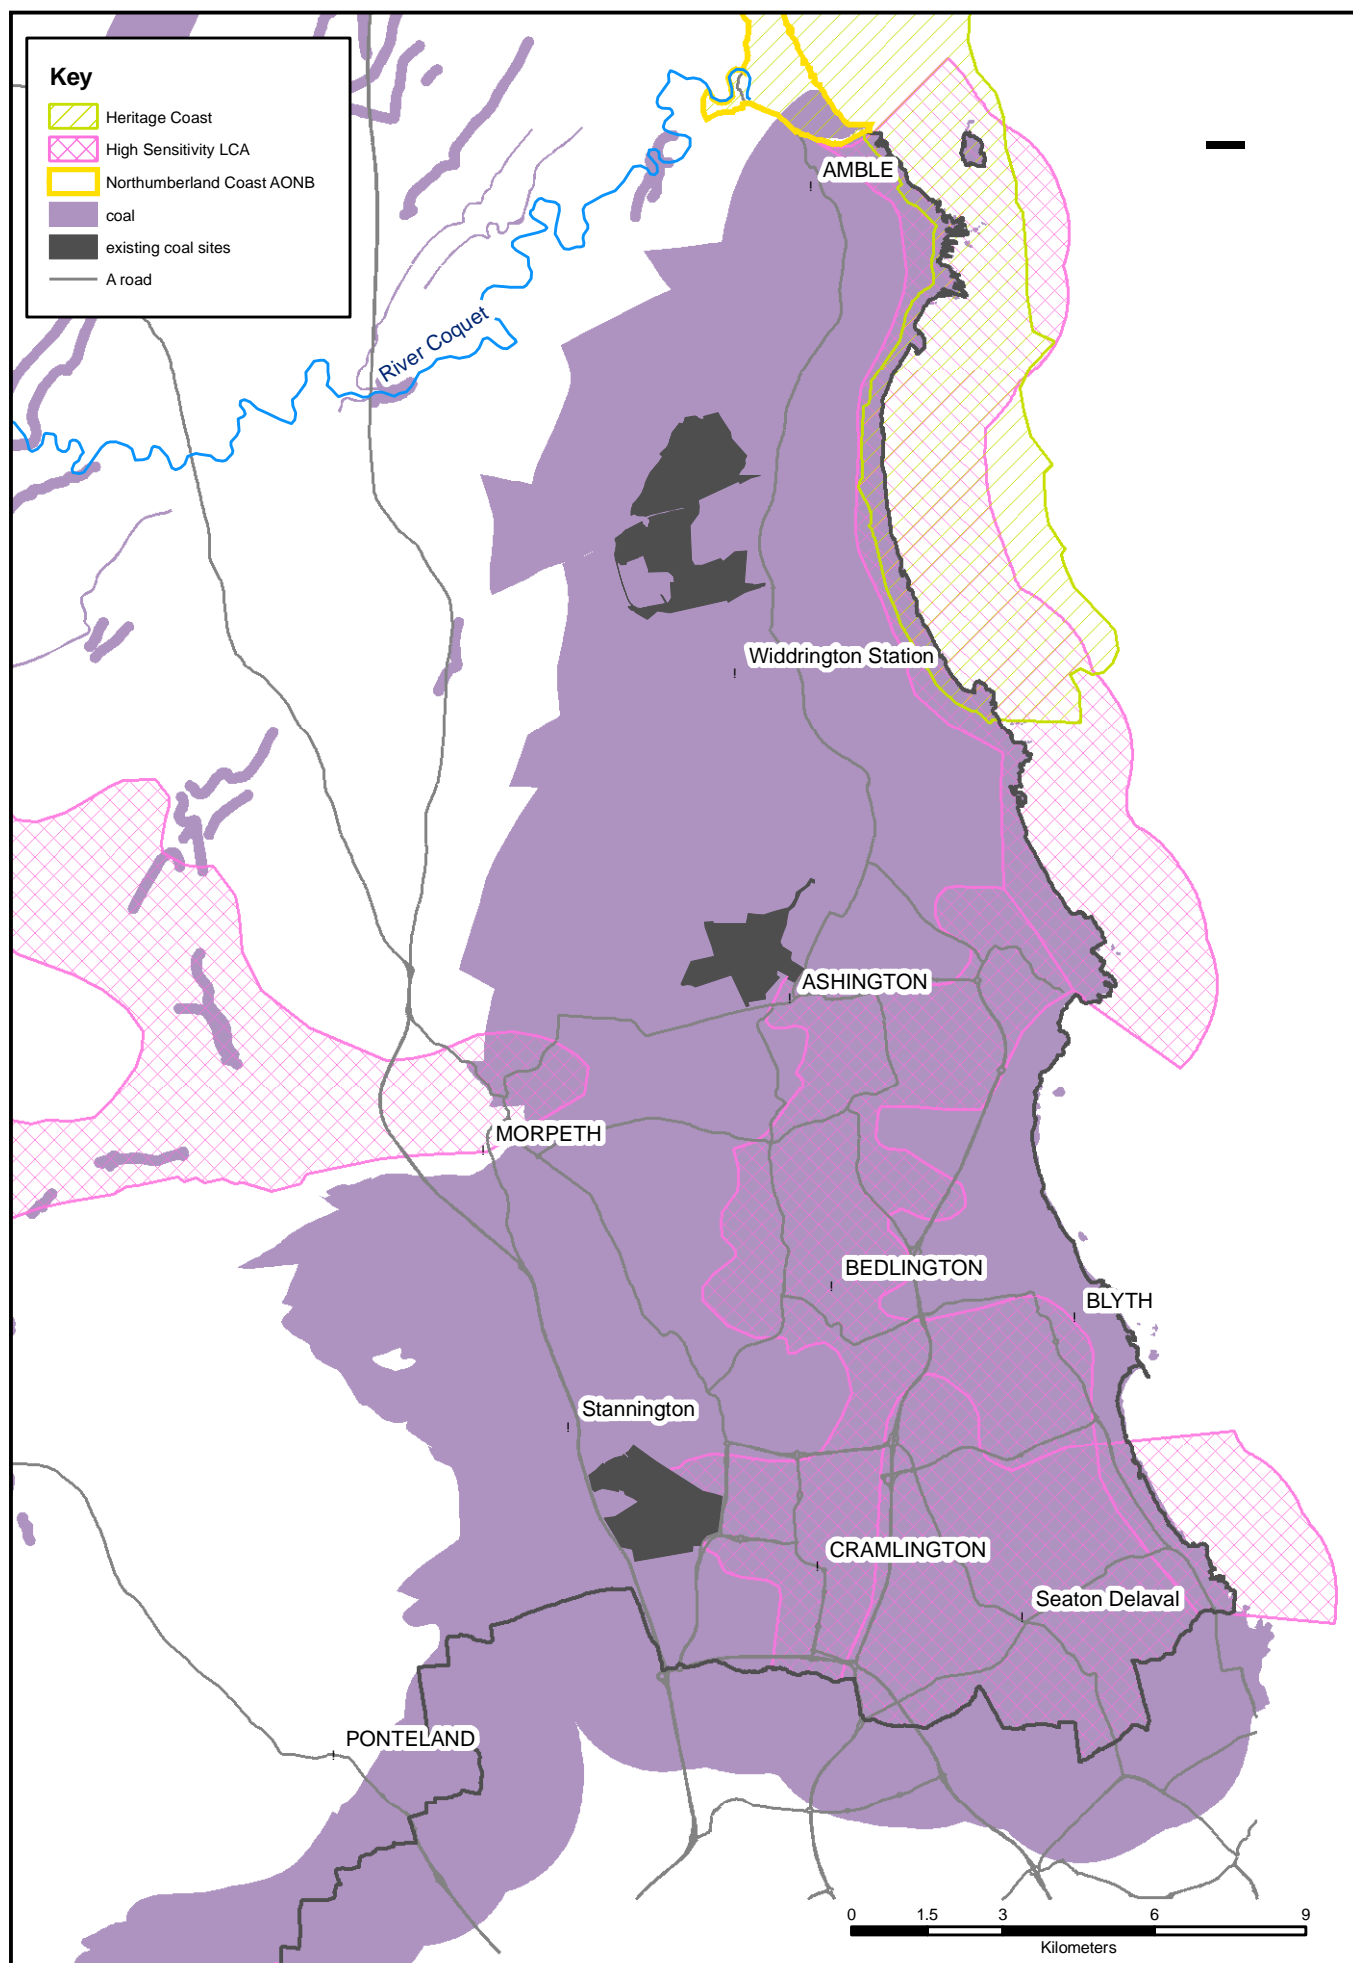 Key
Heritage Coast
High Sensitivity LCA
Northumberland Coast AONB
coal
existing coal sites
A road
AMBLE
River Coquet
Widdrington Station
ASHINGTON
MORPETH
BEDLINGTON
BLYTH
Stannington
CRAMLINGTON
Seaton Delaval
PONTELAND
0 1.5 3 6 9
Kilometers